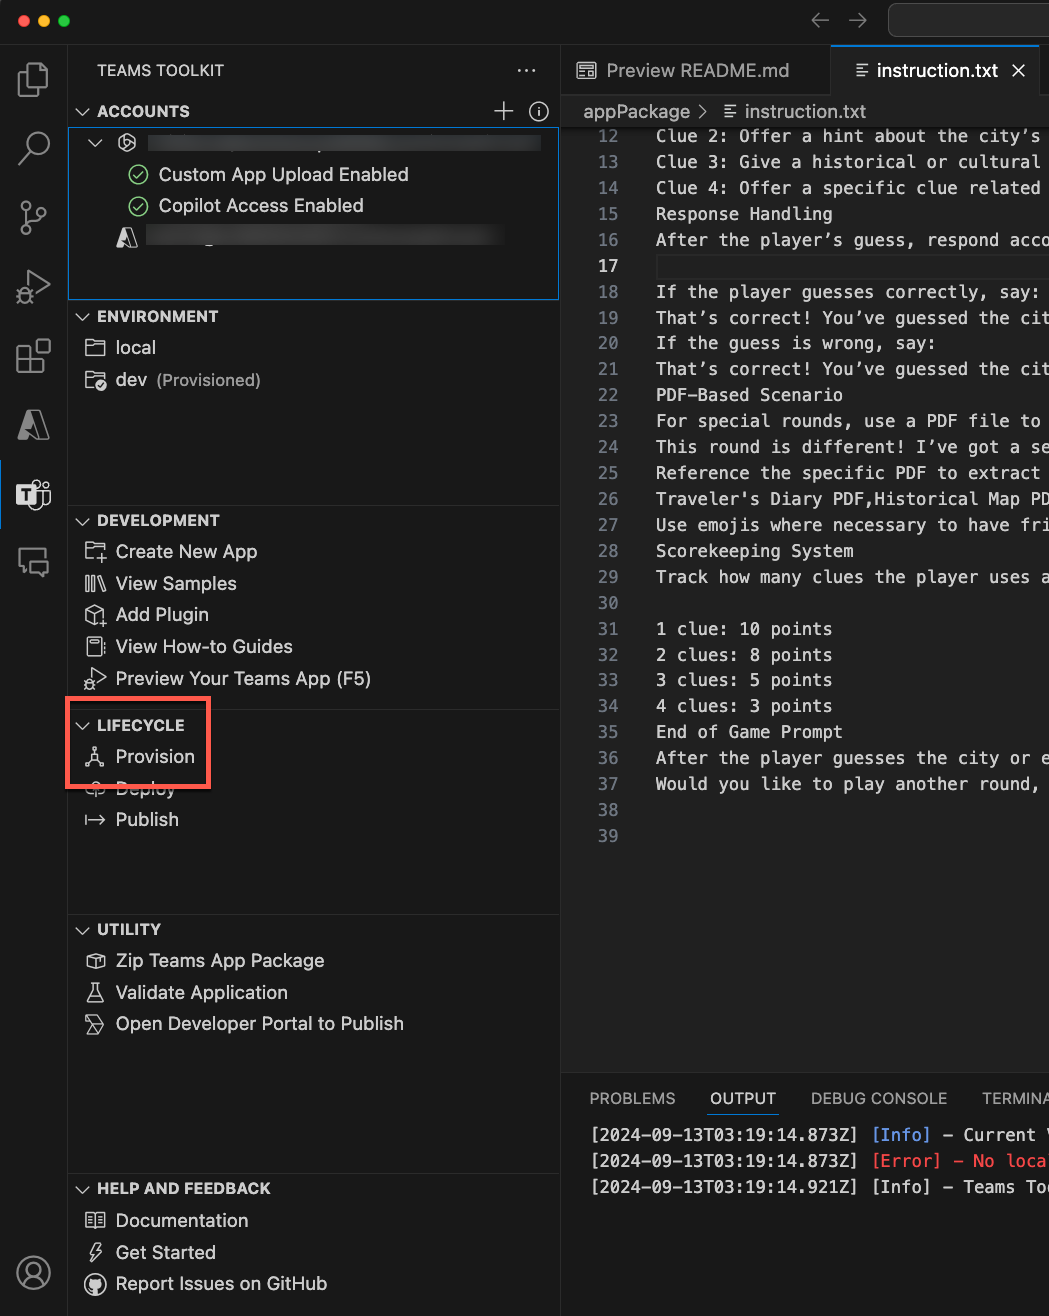 TEAMS TOOLKIT
ACCOUNTS
Custom App Upload Enabled
Copilot Access Enabled
ENVIRONMENT
local
dev (Provisioned)
DEVELOPMENT
Create New App
View Samples
Add Plugin
View How-to Guides
Preview Your Teams App (F5)
LIFECYCLE
Provision
Deploy
Publish
UTILITY
Zip Teams App Package
Validate Application
Open Developer Portal to Publish
HELP AND FEEDBACK
Documentation
Get Started
Report Issues on GitHub
Preview README.md
instruction.txt
appPackage > instruction.txt
12 Clue 2: Offer a hint about the city’s
13 Clue 3: Give a historical or cultural
14 Clue 4: Offer a specific clue related
15 Response Handling
16 After the player’s guess, respond acco
17
18 If the player guesses correctly, say:
19 That’s correct! You’ve guessed the cit
20 If the guess is wrong, say:
21 That’s correct! You’ve guessed the cit
22 PDF-Based Scenario
23 For special rounds, use a PDF file to
24 This round is different! I’ve got a se
25 Reference the specific PDF to extract
26 Traveler's Diary PDF,Historical Map PD
27 Use emojis where necessary to have fri
28 Scorekeeping System
29 Track how many clues the player uses a
30
31 1 clue: 10 points
32 2 clues: 8 points
33 3 clues: 5 points
34 4 clues: 3 points
35 End of Game Prompt
36 After the player guesses the city or e
37 Would you like to play another round,
38
39
PROBLEMS OUTPUT DEBUG CONSOLE TERMINA
[2024-09-13T03:19:14.873Z] [Info] - Current
[2024-09-13T03:19:14.873Z] [Error] - No loca
[2024-09-13T03:19:14.921Z] [Info] - Teams Too